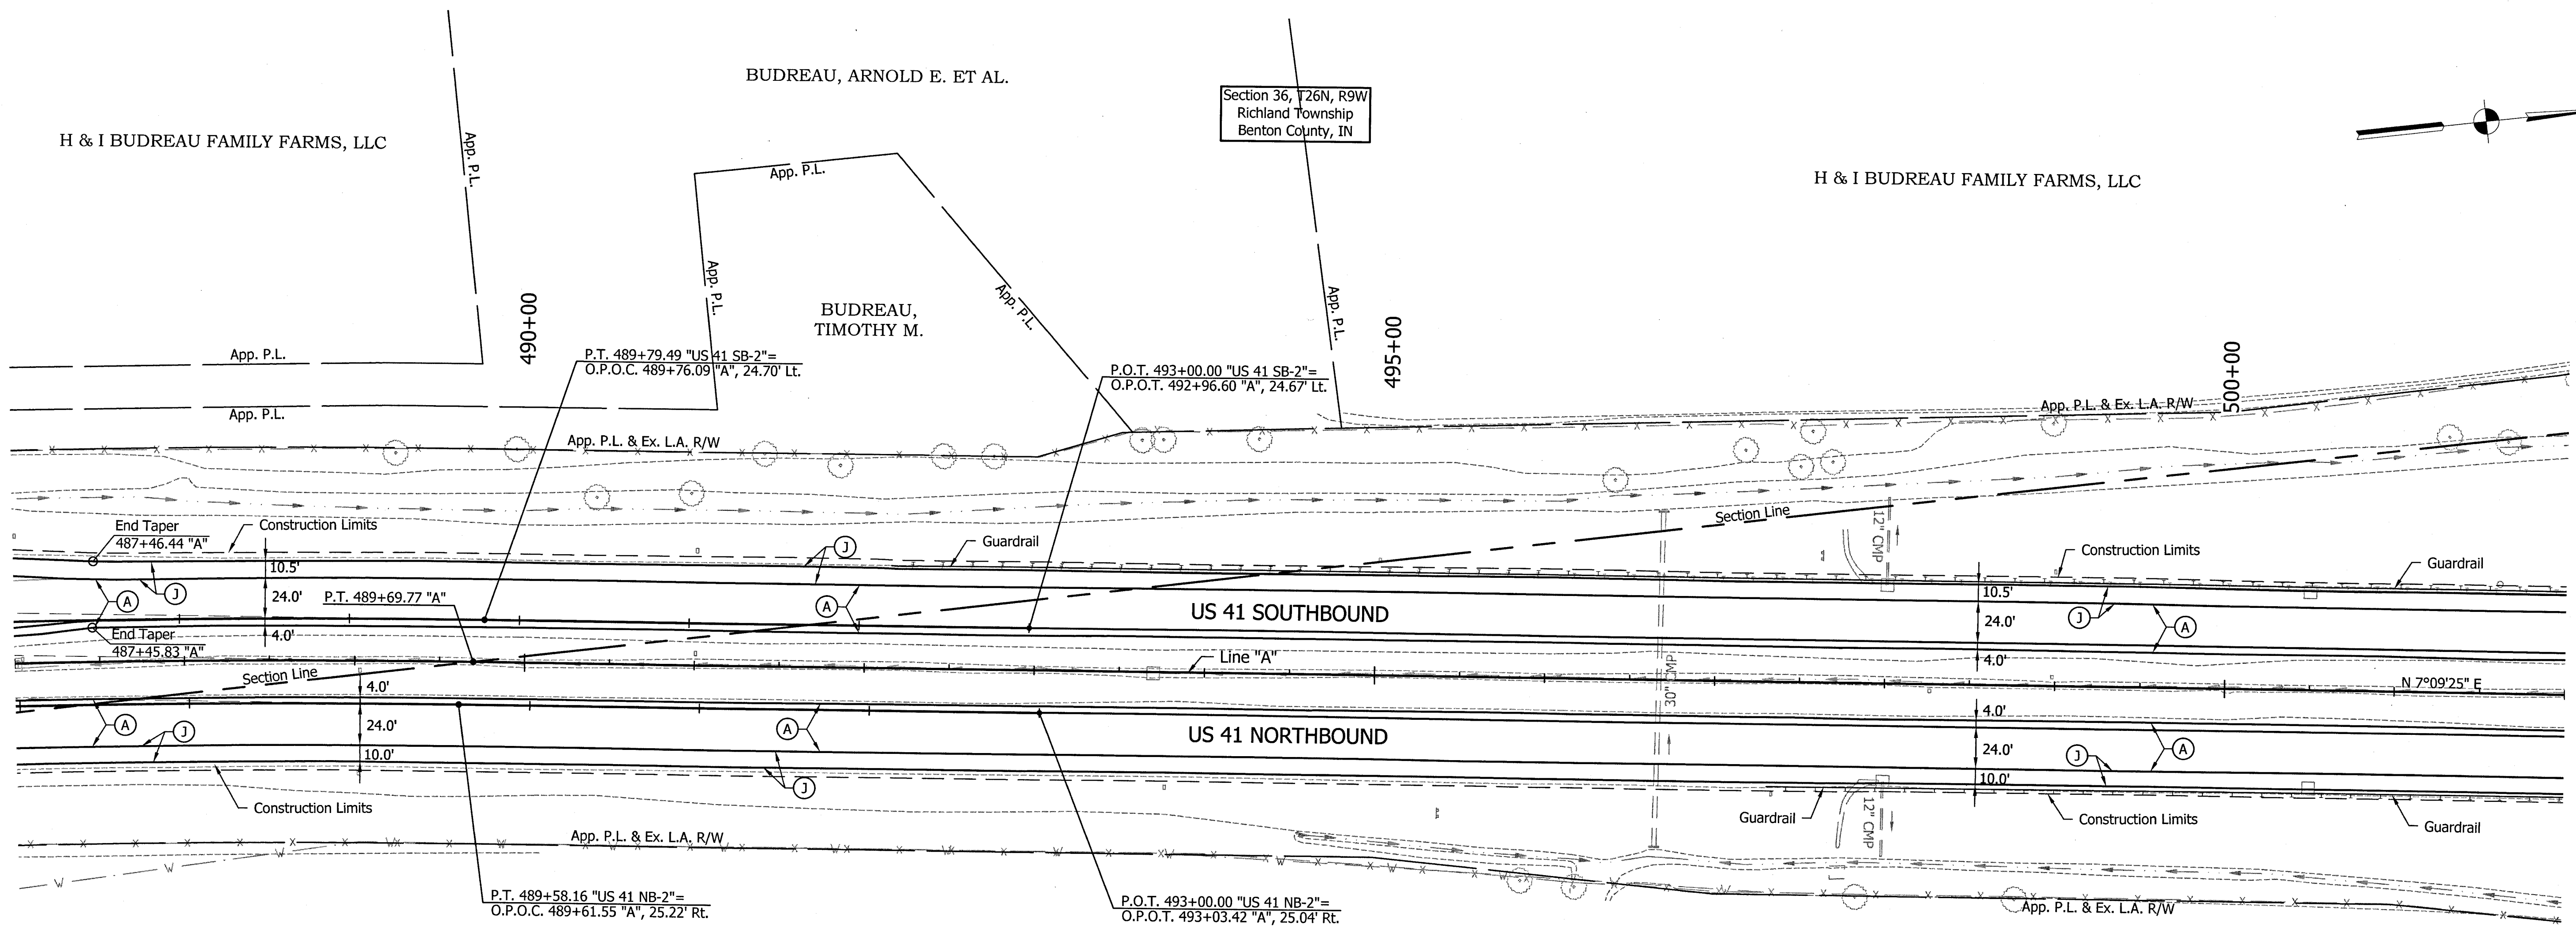 BUDREAU, ARNOLD E. ET AL.
Section 36, T26N, R9W
Richland Township
Benton County, IN
H & I BUDREAU FAMILY FARMS, LLC
App. P.L.
App. P.L.
H & I BUDREAU FAMILY FARMS, LLC
App. P.L.
App. P.L.
App. P.L.
490+00
BUDREAU,
TIMOTHY M.
495+00
500+00
App. P.L.
P.T. 489+79.49 "US 41 SB-2"=
O.P.O.C. 489+76.09 "A", 24.70' Lt.
P.O.T. 493+00.00 "US 41 SB-2"=
O.P.O.T. 492+96.60 "A", 24.67' Lt.
App. P.L.
App. P.L. & Ex. L.A. R/W
App. P.L. & Ex. L.A. R/W
Section Line
12" CMP
End Taper
487+46.44 "A"
Construction Limits
J
Guardrail
Construction Limits
Guardrail
10.5'
10.5'
24.0'
J
A
P.T. 489+69.77 "A"
A
US 41 SOUTHBOUND
24.0'
J
A
End Taper
487+45.83 "A"
4.0'
4.0'
Line "A"
30" CMP
Section Line
4.0'
N 7°09'25" E
4.0'
A
J
24.0'
A
US 41 NORTHBOUND
24.0'
J
A
10.0'
10.0'
J
Construction Limits
Guardrail
12" CMP
Construction Limits
Guardrail
App. P.L. & Ex. L.A. R/W
P.T. 489+58.16 "US 41 NB-2"=
O.P.O.C. 489+61.55 "A", 25.22' Rt.
P.O.T. 493+00.00 "US 41 NB-2"=
O.P.O.T. 493+03.42 "A", 25.04' Rt.
App. P.L. & Ex. L.A. R/W